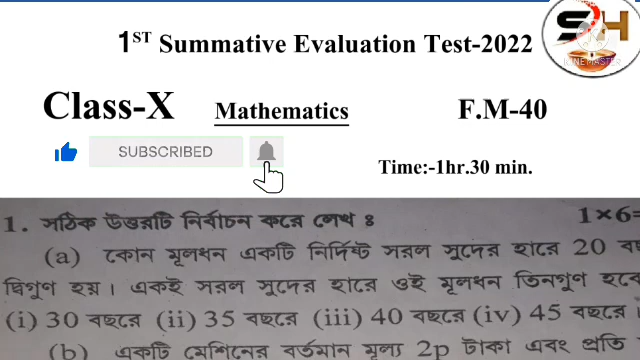 1ST Summative Evaluation Test-2022
SH
KINEMASTER
Class-X Mathematics F.M-40
SUBSCRIBED
Time:-1hr.30 min.
1. সঠিক উত্তরটি নির্বাচন করে লেখ ঃ 1×6=
(a) কোন মূলধন একটি নির্দিষ্ট সরল সুদের হারে 20
দ্বিগুণ হয়। একই সরল সুদের হারে ওই মূলধন তিনগুণ হবে
(i) 30 বছরে (ii) 35 বছরে (iii) 40 বছরে (iv) 45 বছরে।
(b) একটি মেশিনের বর্তমান মূল্য 2p টাকা এবং প্রতি